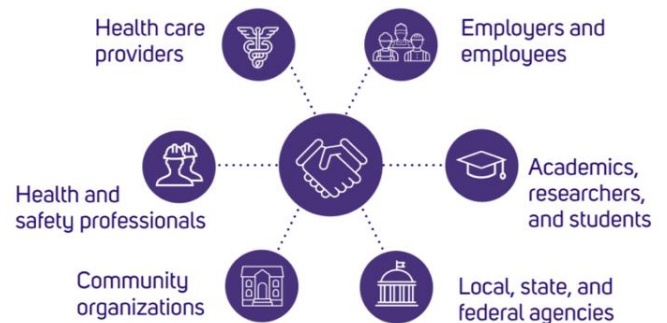 Health care
providers
Employers and
employees
Health and
safety professionals
Academics,
researchers,
and students
Community
organizations
Local, state, and
federal agencies